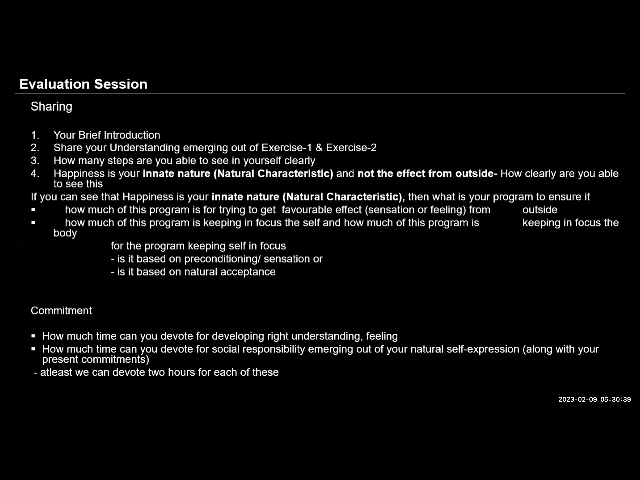 Evaluation Session
Sharing
1. Your Brief Introduction
2. Share your Understanding emerging out of Exercise-1 & Exercise-2
3. How many steps are you able to see in yourself clearly
4. Happiness is your innate nature (Natural Characteristic) and not the effect from outside- How clearly are you able
to see this
If you can see that Happiness is your innate nature (Natural Characteristic), then what is your program to ensure it
▪ how much of this program is for trying to get favourable effect (sensation or feeling) from outside
▪ how much of this program is keeping in focus the self and how much of this program is keeping in focus the
body
for the program keeping self in focus
- is it based on preconditioning/ sensation or
- is it based on natural acceptance
Commitment
▪ How much time can you devote for developing right understanding, feeling
▪ How much time can you devote for social responsibility emerging out of your natural self-expression (along with your
present commitments)
- atleast we can devote two hours for each of these
2023-02-09 05:30:39